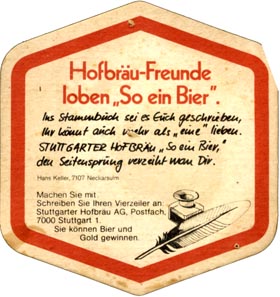 Hofbräu-Freunde
loben „So ein Bier".
Ins Stammbuch sei es Euch geschrieben,
Ihr könnt auch mehr als „eine" lieben.
STUTTGARTER HOFBRÄU „So ein Bier,"
den Seitensprung verzeiht man Dir.
Hans Keller, 7107 Neckarsulm
Machen Sie mit.
Schreiben Sie Ihren Vierzeiler an:
Stuttgarter Hofbräu AG, Postfach,
7000 Stuttgart 1.
Sie können Bier und
Gold gewinnen.